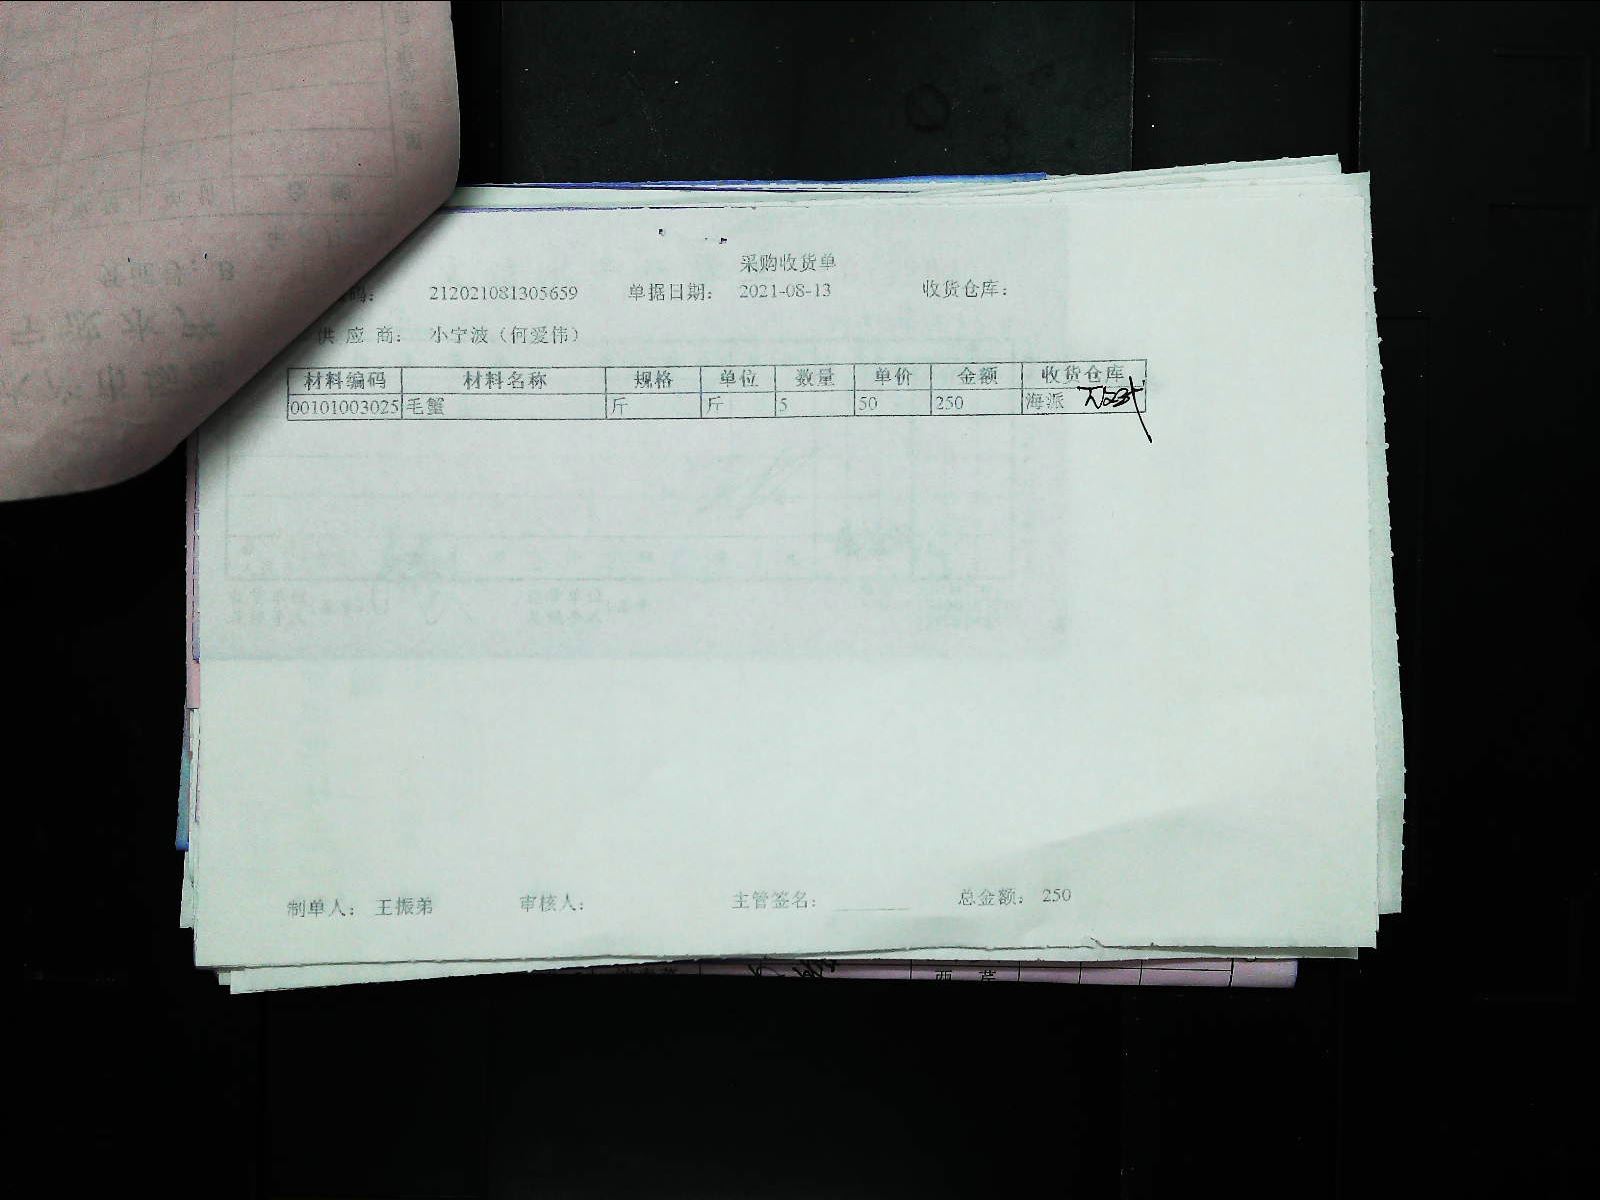 采购收货单
码： 212021081305659 单据日期： 2021-08-13 收货仓库：
供 应 商： 小宁波（何爱伟）
材料编码 材料名称 规格 单位 数量 单价 金额 收货仓库
00101003025 毛蟹 斤 斤 5 50 250 海派
制单人： 王振弟 审核人： 主管签名： ________ 总金额： 250